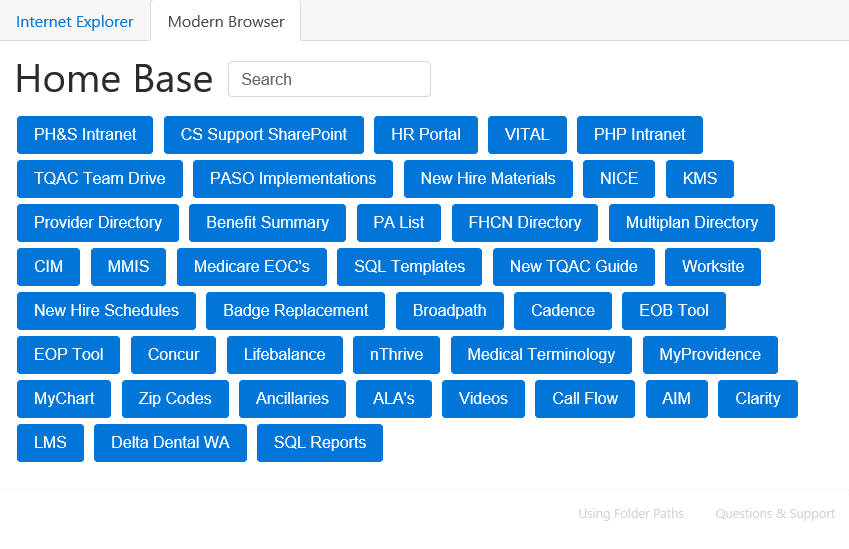 Internet Explorer Modern Browser
Home Base Search
PH&S Intranet CS Support SharePoint HR Portal VITAL PHP Intranet
TQAC Team Drive PASO Implementations New Hire Materials NICE KMS
Provider Directory Benefit Summary PA List FHCN Directory Multiplan Directory
CIM MMIS Medicare EOC's SQL Templates New TQAC Guide Worksite
New Hire Schedules Badge Replacement Broadpath Cadence EOB Tool
EOP Tool Concur Lifebalance nThrive Medical Terminology MyProvidence
MyChart Zip Codes Ancillaries ALA's Videos Call Flow AIM Clarity
LMS Delta Dental WA SQL Reports
Using Folder Paths Questions & Support